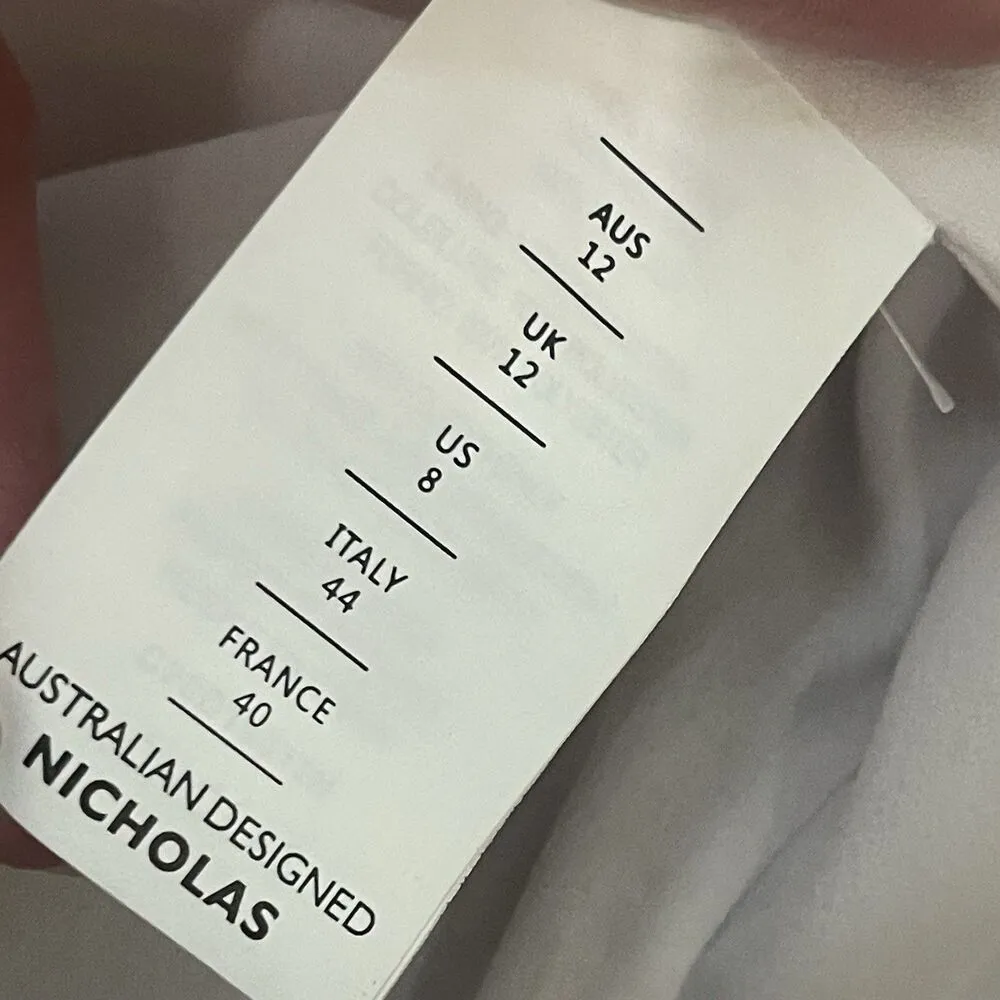 AUS
12
UK
12
US
8
ITALY
44
FRANCE
40
AUSTRALIAN DESIGNED
NICHOLAS